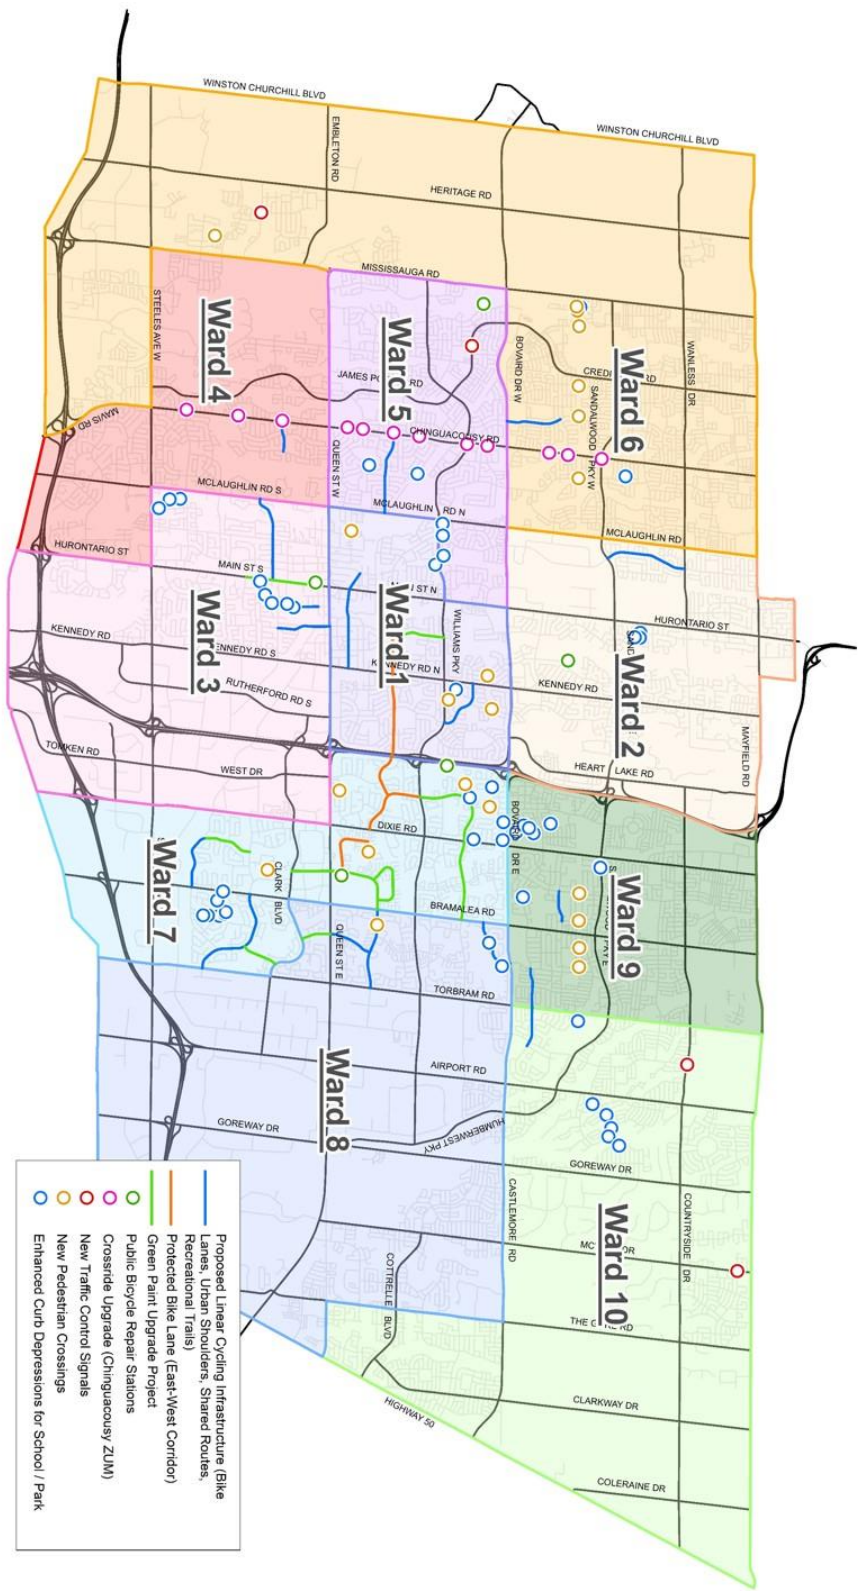 WINSTON CHURCHILL BLVD
WINSTON CHURCHILL BLVD
EMBLETON RD
HERITAGE RD
MISSISSAUGA RD
STEELES AVE W
Ward 4
Ward 5
Ward 6
BOVAIRD DR W
WANLESS DR
SANDALWOOD PKY W
CHINGUACOUSY RD
MAVIS RD
QUEEN ST W
MCLAUGHLIN RD S
MCLAUGHLIN RD N
MCLAUGHLIN RD
HURONTARIO ST
MAIN ST S
ST N
HURONTARIO ST
Ward 3
Ward 1
Ward 2
WILLIAMS PKY
KENNEDY RD
KENNEDY RD N
KENNEDY RD
RUTHERFORD RD S
MAYFIELD RD
TOMKEN RD
WEST DR
HEART LAKE RD
DIXIE RD
BOVAIRD DR E
Ward 7
CLARK BLVD
BRAMALEA RD
Ward 9
QUEEN ST E
TORBRAM RD
Ward 8
AIRPORT RD
GOREWAY DR
HUMBERWEST PKY
GOREWAY DR
CASTLEMORE RD
COUNTRYSIDE DR
Ward 10
COTTRELLE BLVD
CLARKWAY DR
HIGHWAY 50
COLERAINE DR
Proposed Linear Cycling Infrastructure (Bike
Lanes, Urban Shoulders, Shared Routes,
Recreational Trails)
Protected Bike Lane (East-West Corridor)
Green Paint Upgrade Project
Public Bicycle Repair Stations
Crossride Upgrade (Chinguacousy ZUM)
New Traffic Control Signals
New Pedestrian Crossings
Enhanced Curb Depressions for School / Park